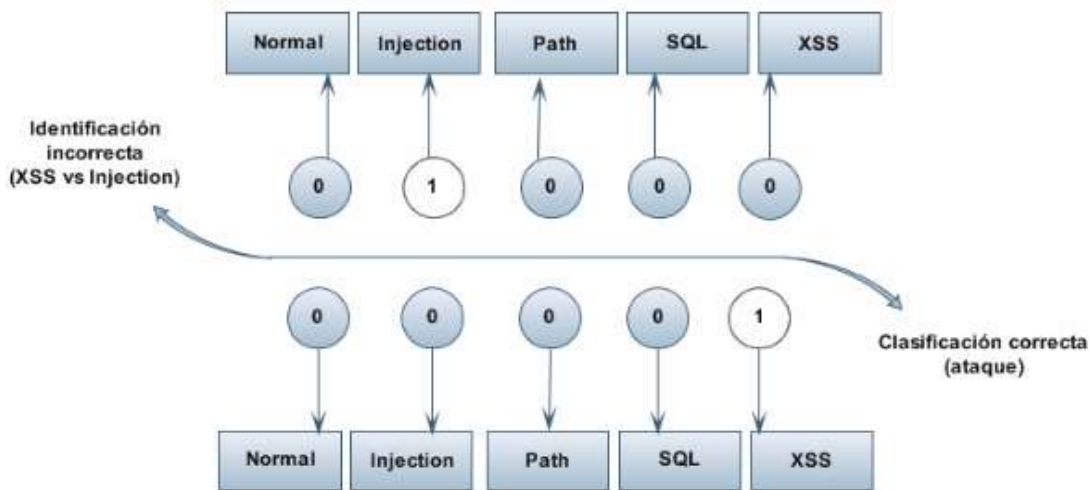 Normal
Injection
Path
SQL
XSS
Identificación
incorrecta
(XSS vs Injection)
0
1
0
0
0
0
0
0
0
1
Clasificación correcta
(ataque)
Normal
Injection
Path
SQL
XSS